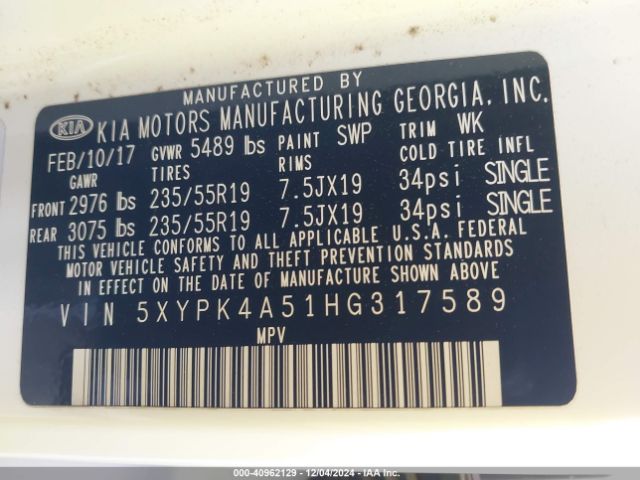 MANUFACTURED BY
KIA KIA MOTORS MANUFACTURING GEORGIA, INC.
FEB/10/17 GVWR 5489 lbs PAINT SWP TRIM WK
GAWR TIRES RIMS COLD TIRE INFL
FRONT 2976 lbs 235/55R19 7.5JX19 34psi SINGLE
REAR 3075 lbs 235/55R19 7.5JX19 34psi SINGLE
THIS VEHICLE CONFORMS TO ALL APPLICABLE U.S.A. FEDERAL
MOTOR VEHICLE SAFETY AND THEFT PREVENTION STANDARDS
IN EFFECT ON THE DATE OF MANUFACTURE SHOWN ABOVE
VIN 5XYPK4A51HG317589
MPV
000-40962129 - 12/04/2024 - IAA Inc.